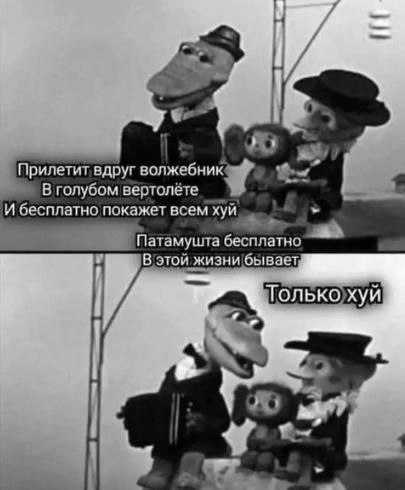 Прилетит вдруг волжебник
В голубом вертолёте
И бесплатно покажет всем хуй
Патамушта бесплатно
В этой жизни бывает
Только хуй